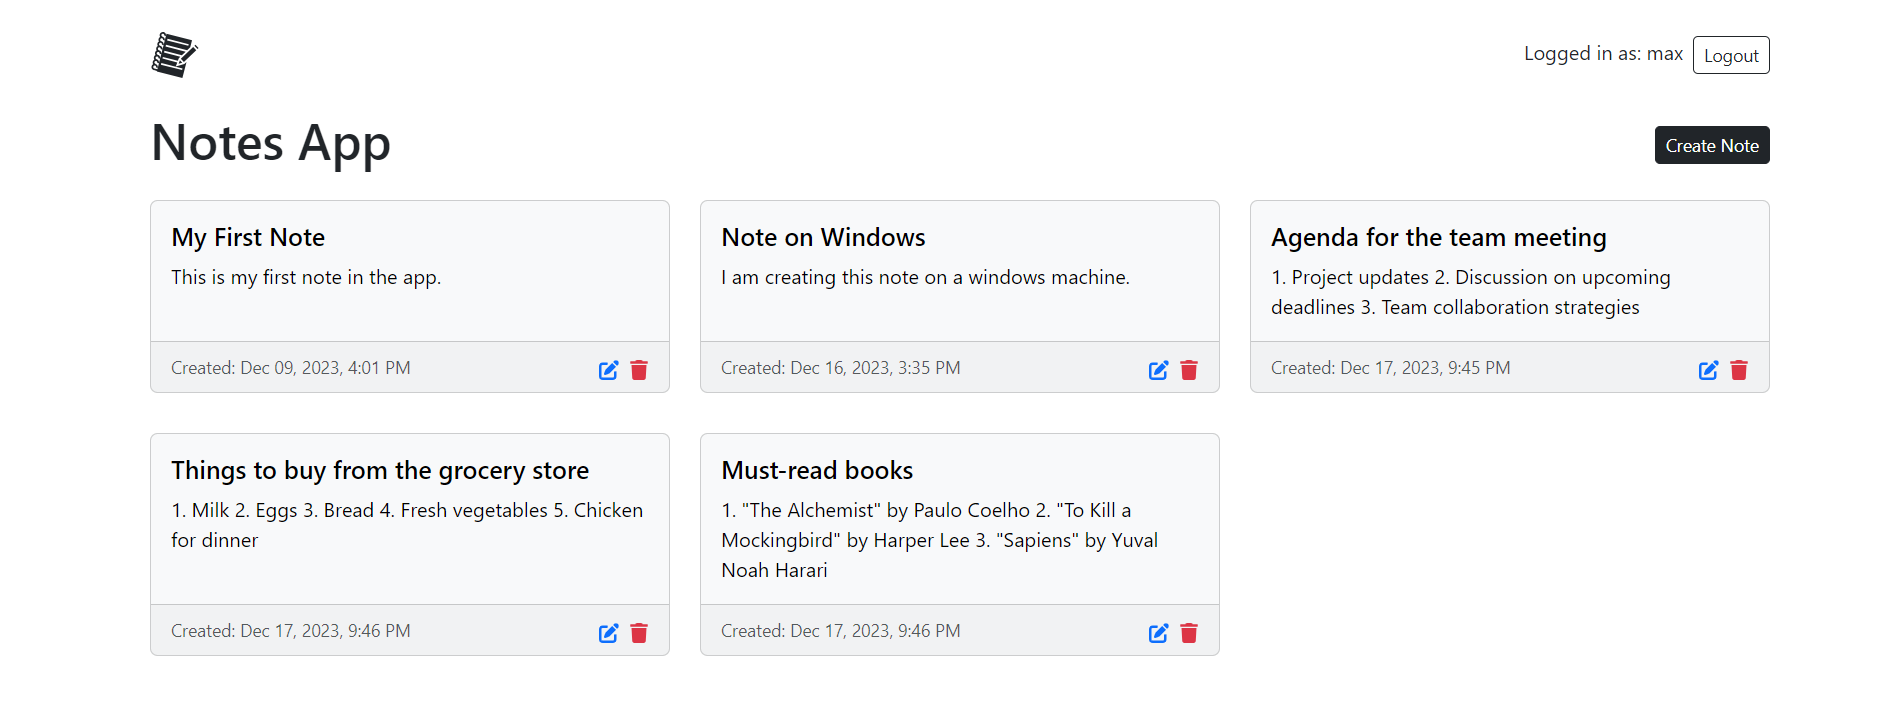 Logged in as: max
Logout
Notes App
Create Note
My First Note
This is my first note in the app.
Created: Dec 09, 2023, 4:01 PM
Note on Windows
I am creating this note on a windows machine.
Created: Dec 16, 2023, 3:35 PM
Agenda for the team meeting
1. Project updates 2. Discussion on upcoming
deadlines 3. Team collaboration strategies
Created: Dec 17, 2023, 9:45 PM
Things to buy from the grocery store
1. Milk 2. Eggs 3. Bread 4. Fresh vegetables 5. Chicken
for dinner
Created: Dec 17, 2023, 9:46 PM
Must-read books
1. "The Alchemist" by Paulo Coelho 2. "To Kill a
Mockingbird" by Harper Lee 3. "Sapiens" by Yuval
Noah Harari
Created: Dec 17, 2023, 9:46 PM